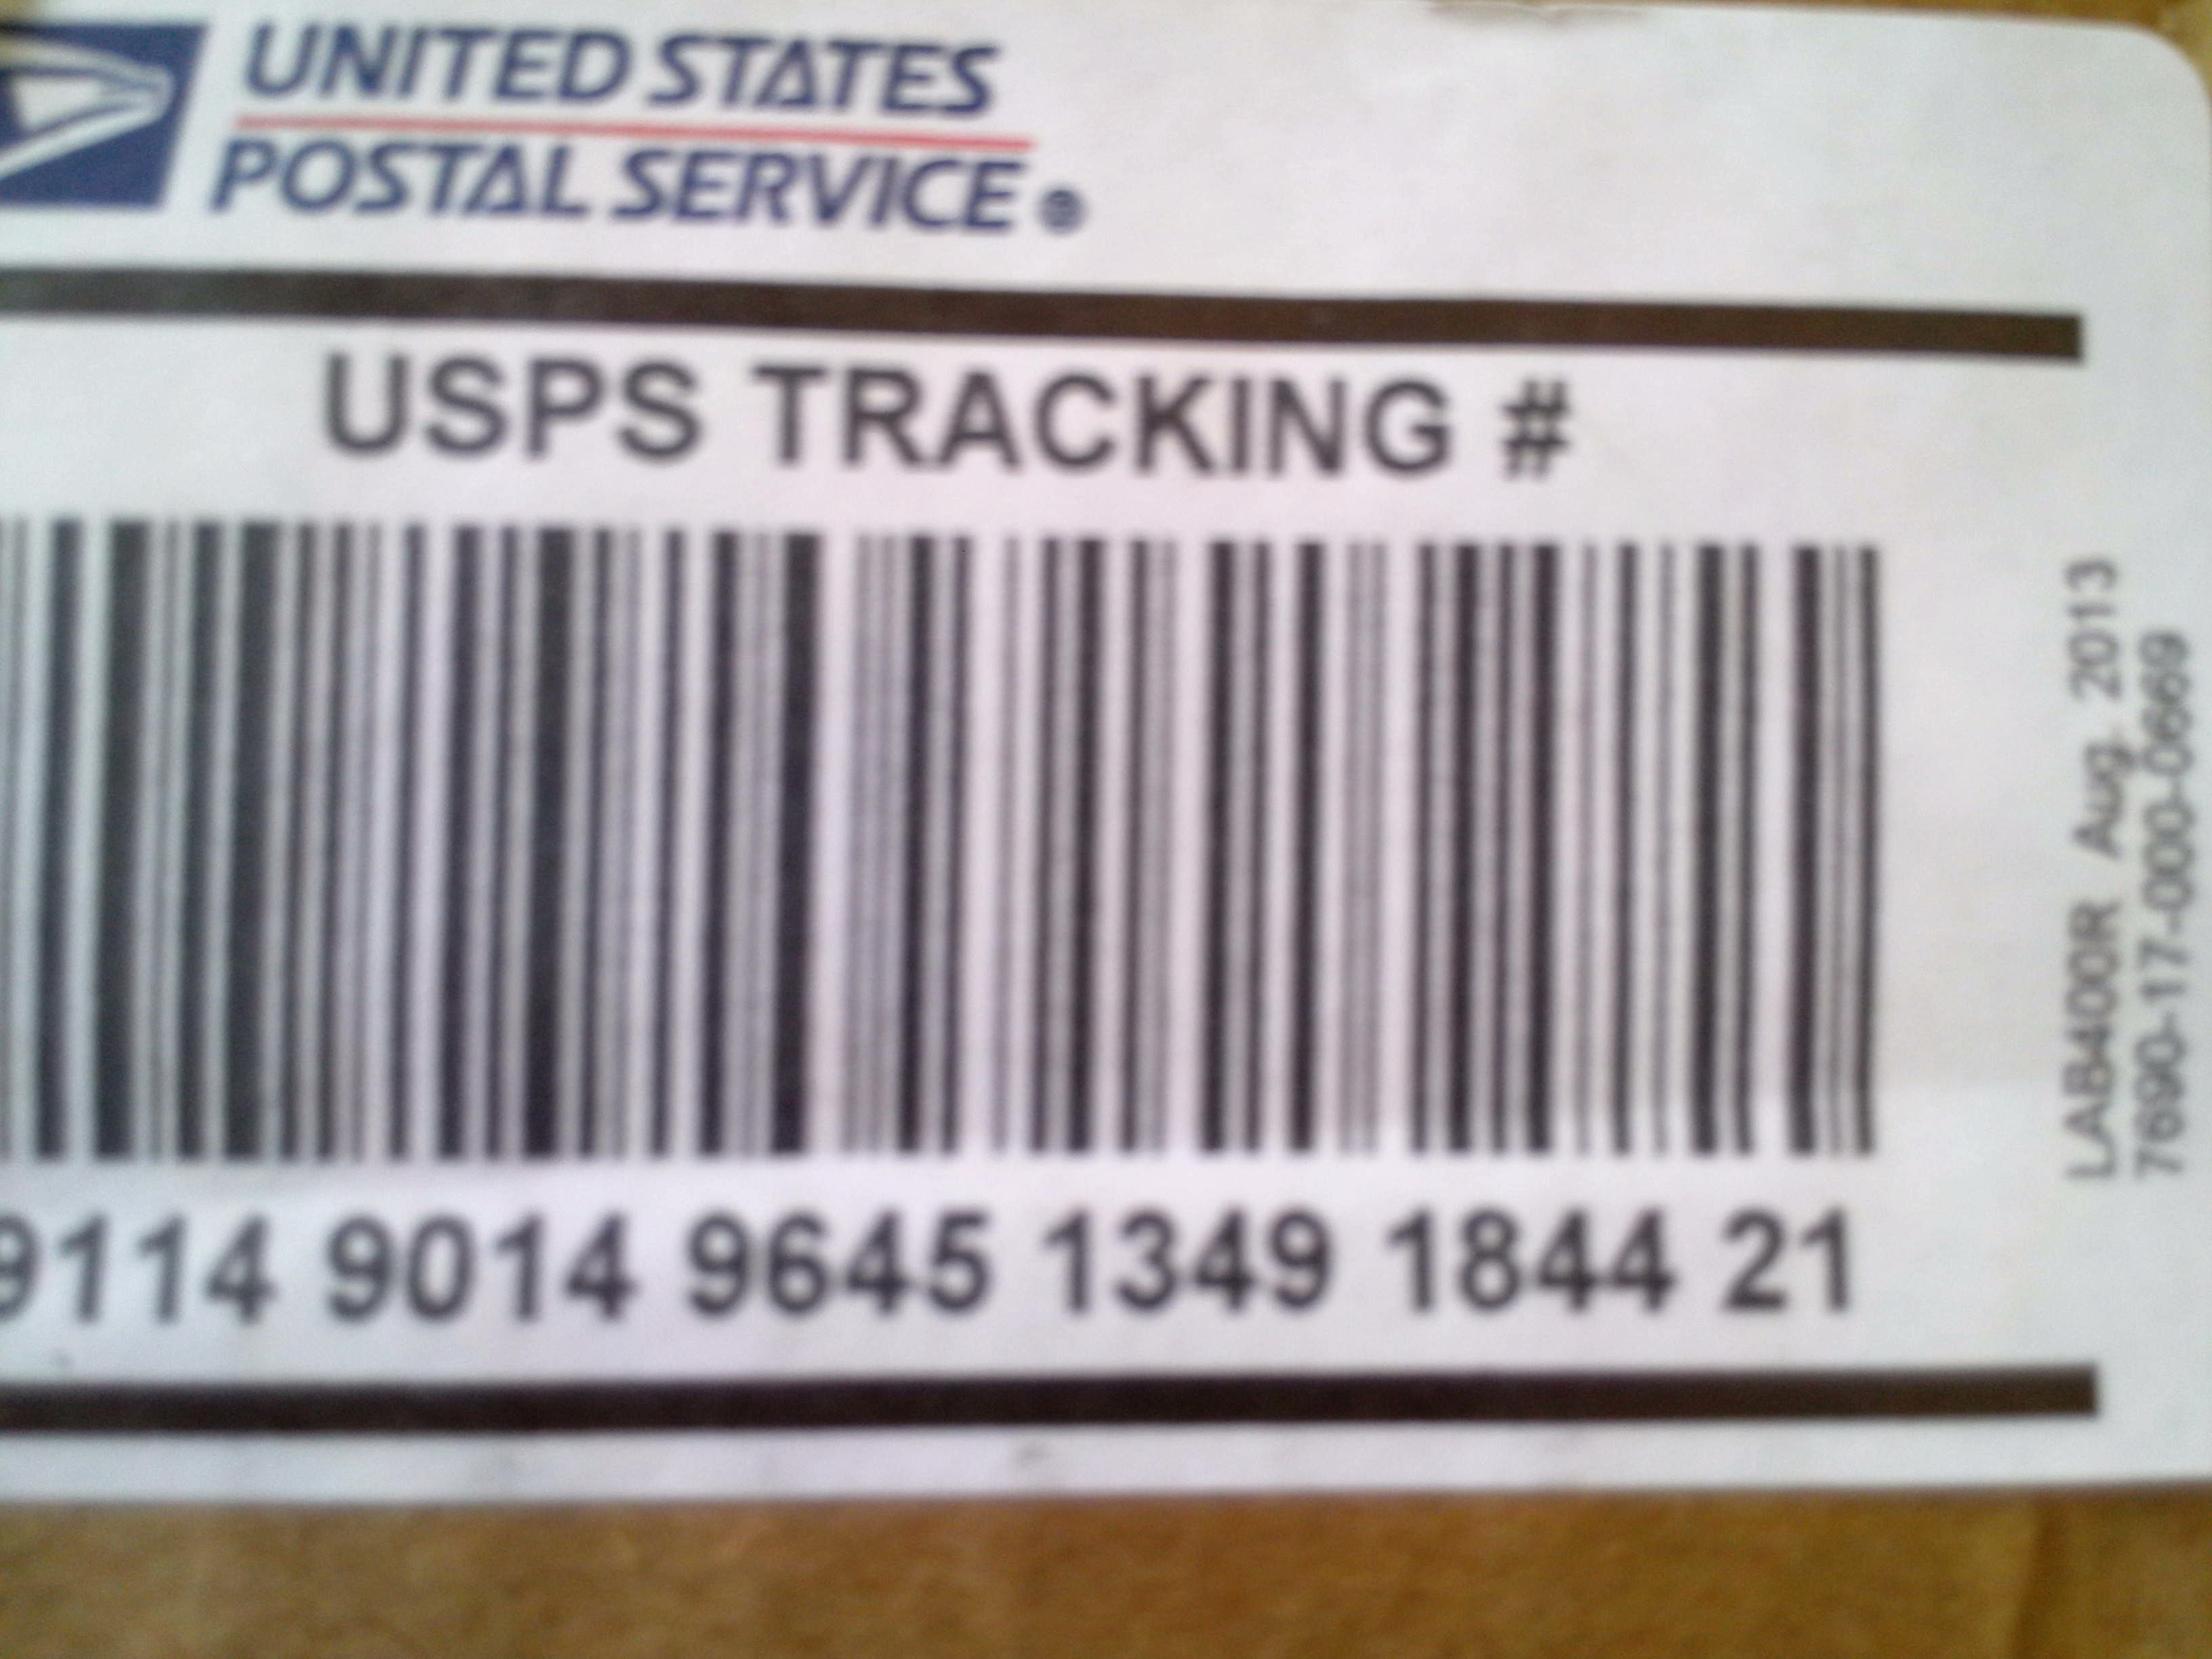 UNITED STATES
POSTAL SERVICE®
USPS TRACKING #
9114 9014 9645 1349 1844 21
LAB400R Aug. 2013
7690-17-000-0669